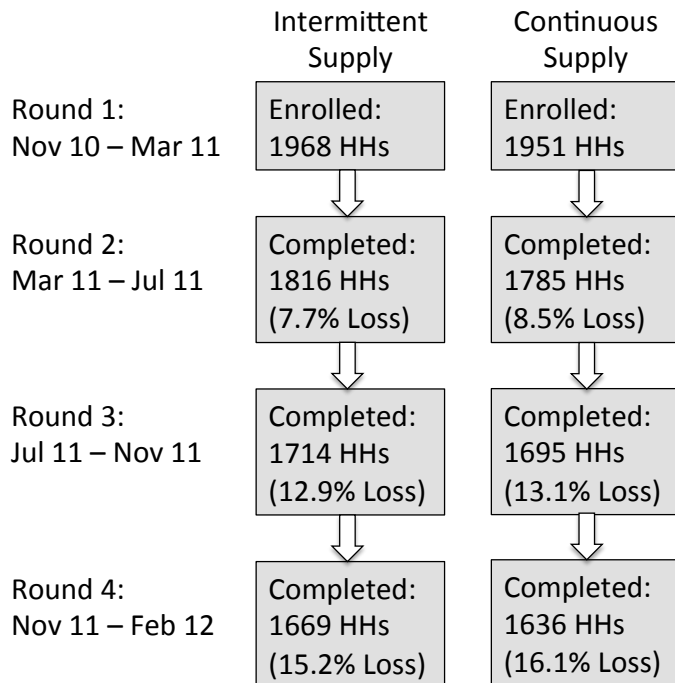 Intermittent
Supply
Continuous
Supply
Round 1:
Nov 10 – Mar 11
Enrolled:
1968 HHs
Enrolled:
1951 HHs
Round 2:
Mar 11 – Jul 11
Completed:
1816 HHs
(7.7% Loss)
Completed:
1785 HHs
(8.5% Loss)
Round 3:
Jul 11 – Nov 11
Completed:
1714 HHs
(12.9% Loss)
Completed:
1695 HHs
(13.1% Loss)
Round 4:
Nov 11 – Feb 12
Completed:
1669 HHs
(15.2% Loss)
Completed:
1636 HHs
(16.1% Loss)